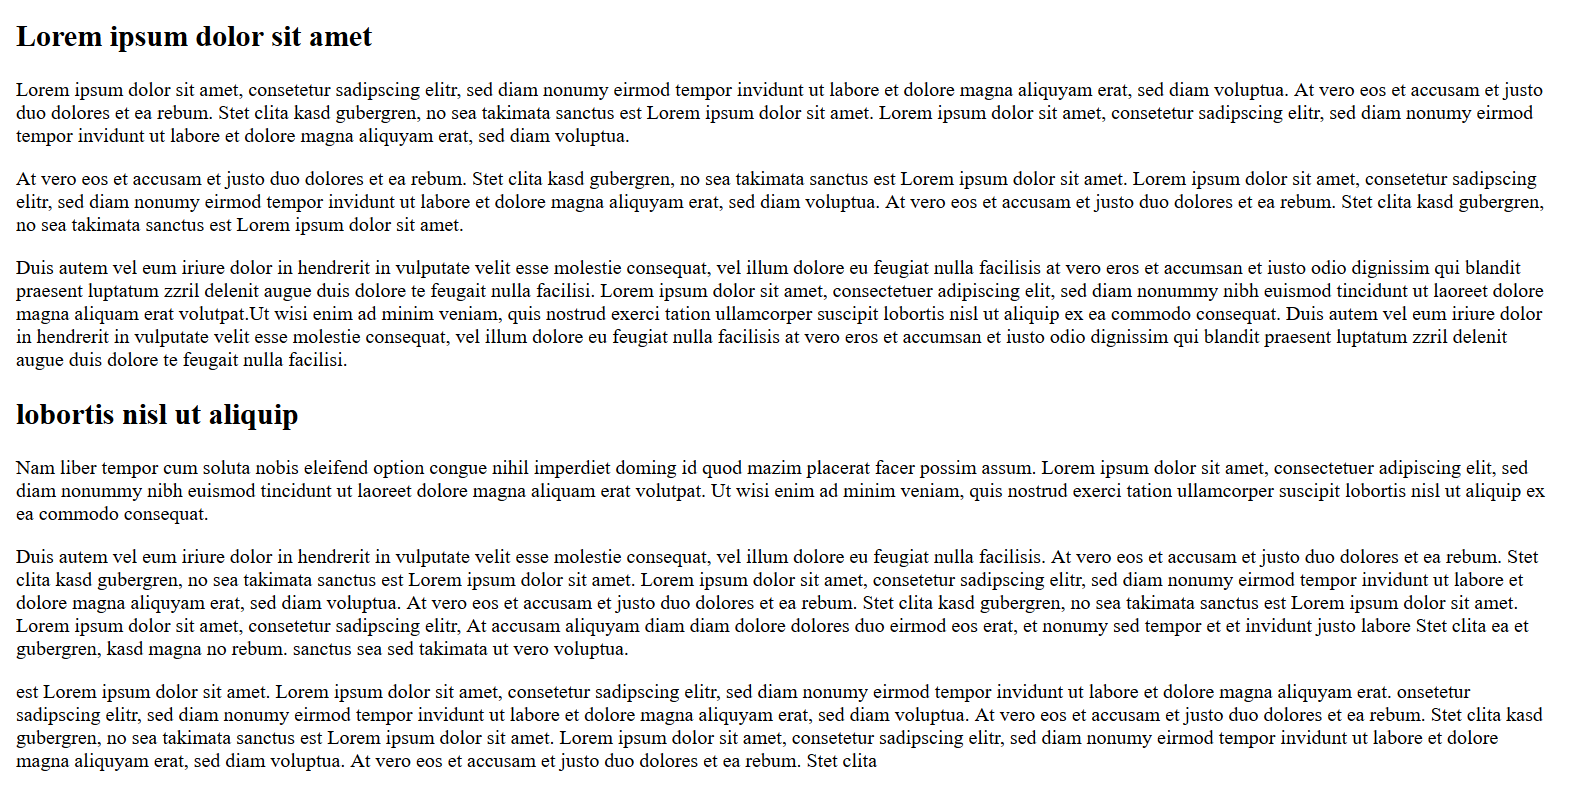 Lorem ipsum dolor sit amet
Lorem ipsum dolor sit amet, consetetur sadipscing elitr, sed diam nonumy eirmod tempor invidunt ut labore et dolore magna aliquyam erat, sed diam voluptua. At vero eos et accusam et justo
duo dolores et ea rebum. Stet clita kasd gubergren, no sea takimata sanctus est Lorem ipsum dolor sit amet. Lorem ipsum dolor sit amet, consetetur sadipscing elitr, sed diam nonumy eirmod
tempor invidunt ut labore et dolore magna aliquyam erat, sed diam voluptua.
At vero eos et accusam et justo duo dolores et ea rebum. Stet clita kasd gubergren, no sea takimata sanctus est Lorem ipsum dolor sit amet. Lorem ipsum dolor sit amet, consetetur sadipscing
elitr, sed diam nonumy eirmod tempor invidunt ut labore et dolore magna aliquyam erat, sed diam voluptua. At vero eos et accusam et justo duo dolores et ea rebum. Stet clita kasd gubergren,
no sea takimata sanctus est Lorem ipsum dolor sit amet.
Duis autem vel eum iriure dolor in hendrerit in vulputate velit esse molestie consequat, vel illum dolore eu feugiat nulla facilisis at vero eros et accumsan et iusto odio dignissim qui blandit
praesent luptatum zzril delenit augue duis dolore te feugait nulla facilisi. Lorem ipsum dolor sit amet, consectetuer adipiscing elit, sed diam nonummy nibh euismod tincidunt ut laoreet dolore
magna aliquam erat volutpat.Ut wisi enim ad minim veniam, quis nostrud exerci tation ullamcorper suscipit lobortis nisl ut aliquip ex ea commodo consequat. Duis autem vel eum iriure dolor
in hendrerit in vulputate velit esse molestie consequat, vel illum dolore eu feugiat nulla facilisis at vero eros et accumsan et iusto odio dignissim qui blandit praesent luptatum zzril delenit
augue duis dolore te feugait nulla facilisi.
lobortis nisl ut aliquip
Nam liber tempor cum soluta nobis eleifend option congue nihil imperdiet doming id quod mazim placerat facer possim assum. Lorem ipsum dolor sit amet, consectetuer adipiscing elit, sed
diam nonummy nibh euismod tincidunt ut laoreet dolore magna aliquam erat volutpat. Ut wisi enim ad minim veniam, quis nostrud exerci tation ullamcorper suscipit lobortis nisl ut aliquip ex
ea commodo consequat.
Duis autem vel eum iriure dolor in hendrerit in vulputate velit esse molestie consequat, vel illum dolore eu feugiat nulla facilisis. At vero eos et accusam et justo duo dolores et ea rebum. Stet
clita kasd gubergren, no sea takimata sanctus est Lorem ipsum dolor sit amet. Lorem ipsum dolor sit amet, consetetur sadipscing elitr, sed diam nonumy eirmod tempor invidunt ut labore et
dolore magna aliquyam erat, sed diam voluptua. At vero eos et accusam et justo duo dolores et ea rebum. Stet clita kasd gubergren, no sea takimata sanctus est Lorem ipsum dolor sit amet.
Lorem ipsum dolor sit amet, consetetur sadipscing elitr, At accusam aliquyam diam diam dolore dolores duo eirmod eos erat, et nonumy sed tempor et et invidunt justo labore Stet clita ea et
gubergren, kasd magna no rebum. sanctus sea sed takimata ut vero voluptua.
est Lorem ipsum dolor sit amet. Lorem ipsum dolor sit amet, consetetur sadipscing elitr, sed diam nonumy eirmod tempor invidunt ut labore et dolore magna aliquyam erat. onsetetur
sadipscing elitr, sed diam nonumy eirmod tempor invidunt ut labore et dolore magna aliquyam erat, sed diam voluptua. At vero eos et accusam et justo duo dolores et ea rebum. Stet clita kasd
gubergren, no sea takimata sanctus est Lorem ipsum dolor sit amet. Lorem ipsum dolor sit amet, consetetur sadipscing elitr, sed diam nonumy eirmod tempor invidunt ut labore et dolore
magna aliquyam erat, sed diam voluptua. At vero eos et accusam et justo duo dolores et ea rebum. Stet clita